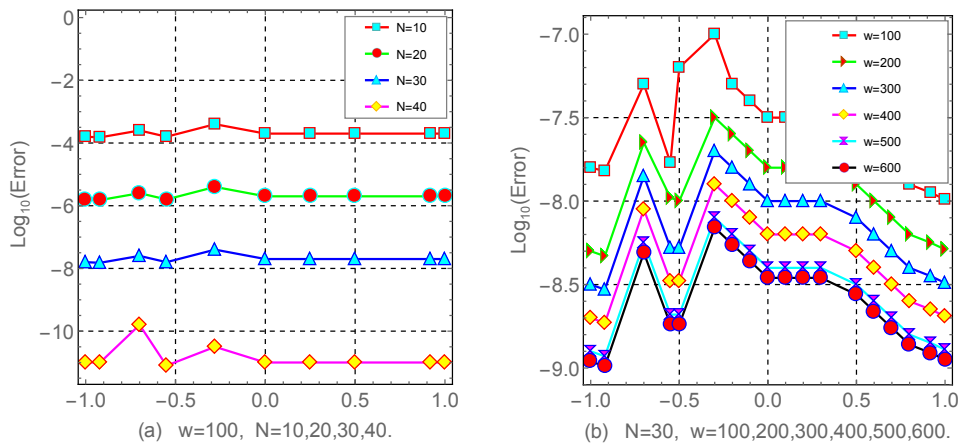 0
-2
-4
-6
-8
-10
Log₁₀(Error)
-1.0 -0.5 0.0 0.5 1.0
N=10
N=20
N=30
N=40
(a) w=100, N=10,20,30,40.
-7.0
-7.5
-8.0
-8.5
-9.0
Log₁₀(Error)
-1.0 -0.5 0.0 0.5 1.0
w=100
w=200
w=300
w=400
w=500
w=600
(b) N=30, w=100,200,300,400,500,600.